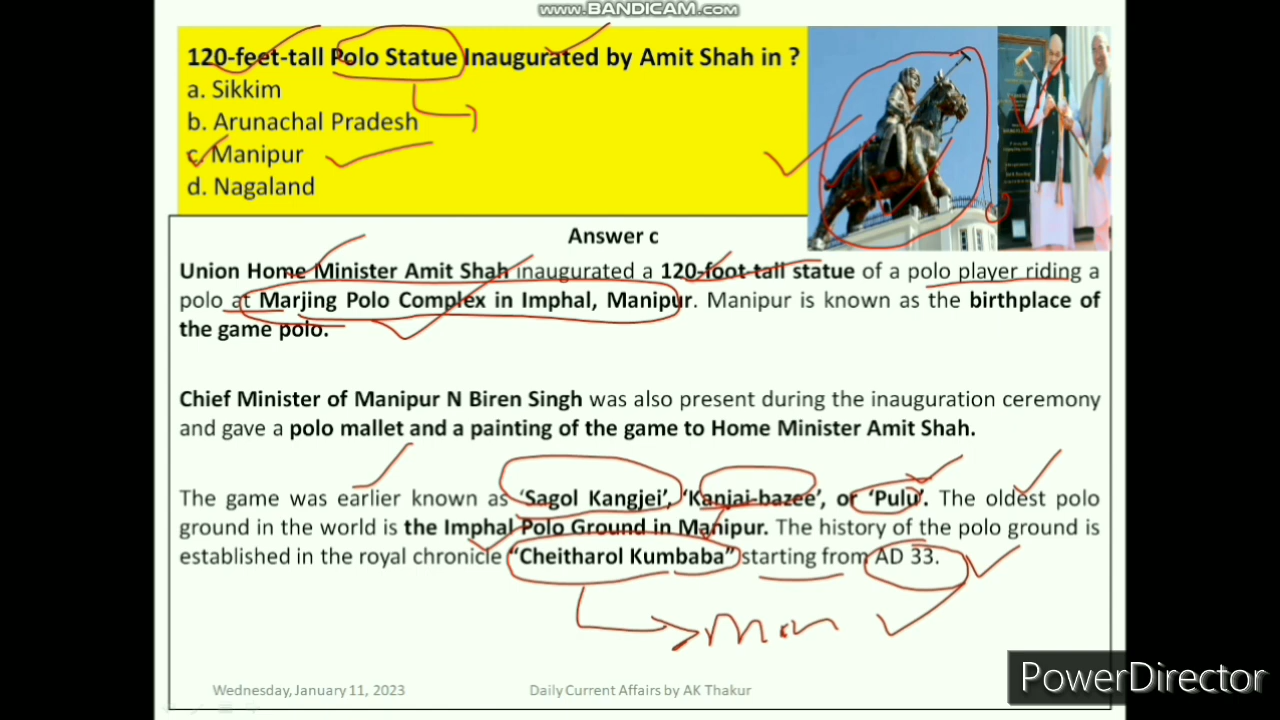 www.BANDICAM.com
120-feet-tall Polo Statue Inaugurated by Amit Shah in ?
a. Sikkim
b. Arunachal Pradesh
c. Manipur
d. Nagaland
Answer c
Union Home Minister Amit Shah inaugurated a 120-foot-tall statue of a polo player riding a
polo at Marjing Polo Complex in Imphal, Manipur. Manipur is known as the birthplace of
the game polo.
Chief Minister of Manipur N Biren Singh was also present during the inauguration ceremony
and gave a polo mallet and a painting of the game to Home Minister Amit Shah.
The game was earlier known as ‘Sagol Kangjei’, ‘Kanjai-bazee’, or ‘Pulu’. The oldest polo
ground in the world is the Imphal Polo Ground in Manipur. The history of the polo ground is
established in the royal chronicle “Cheitharol Kumbaba” starting from AD 33.
Wednesday, January 11, 2023
Daily Current Affairs by AK Thakur
PowerDirector